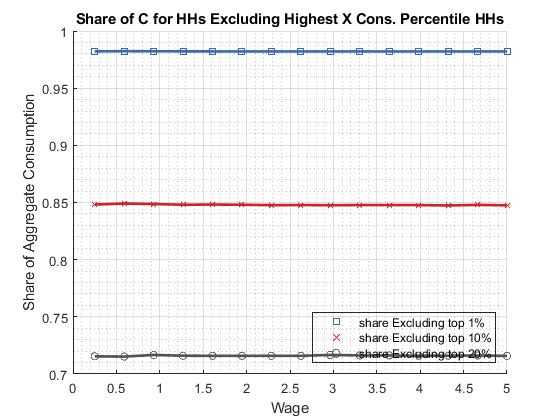 Share of C for HHs Excluding Highest X Cons. Percentile HHs
Share of Aggregate Consumption
1
0.95
0.9
0.85
0.8
0.75
0.7
share Excluding top 1%
share Excluding top 10%
share Excluding top 20%
0 0.5 1 1.5 2 2.5 3 3.5 4 4.5 5
Wage